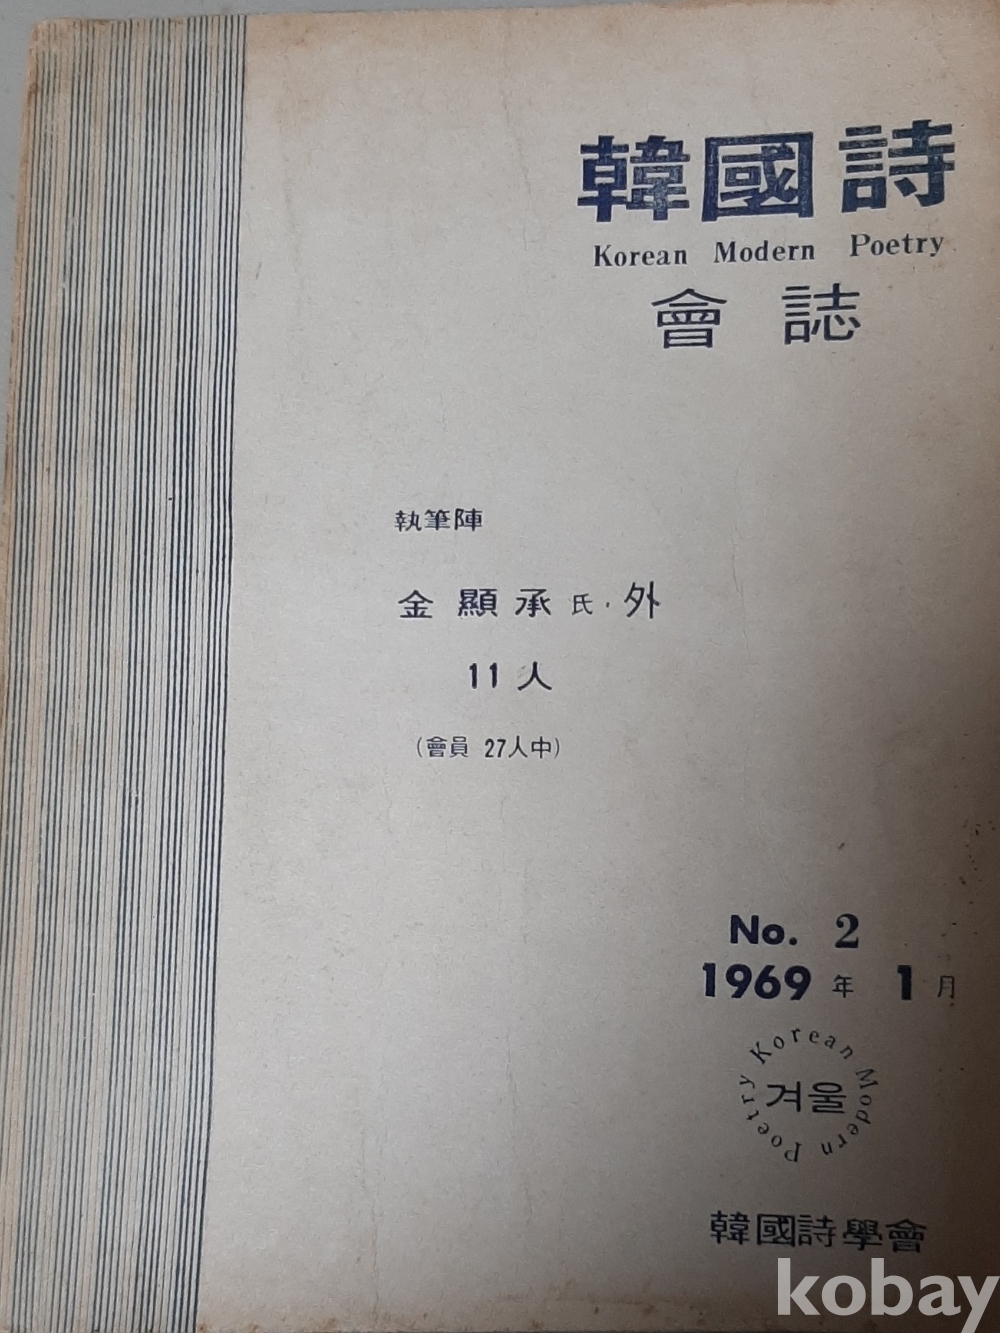 韓國詩
Korean Modern Poetry
會誌
執筆陣
金顯承氏·外
11人
(會員 27人中)
No. 2
1969年 1月
Korean Modern Poetry
겨울
韓國詩學會
kobay